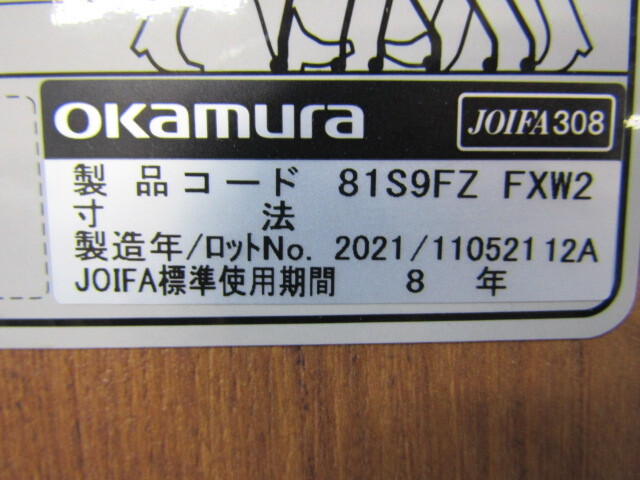 okamura
JOIFA308
製品コード 81S9FZ FXW2
寸法
製造年/ロットNo. 2021/11052112A
JOIFA標準使用期間 8 年